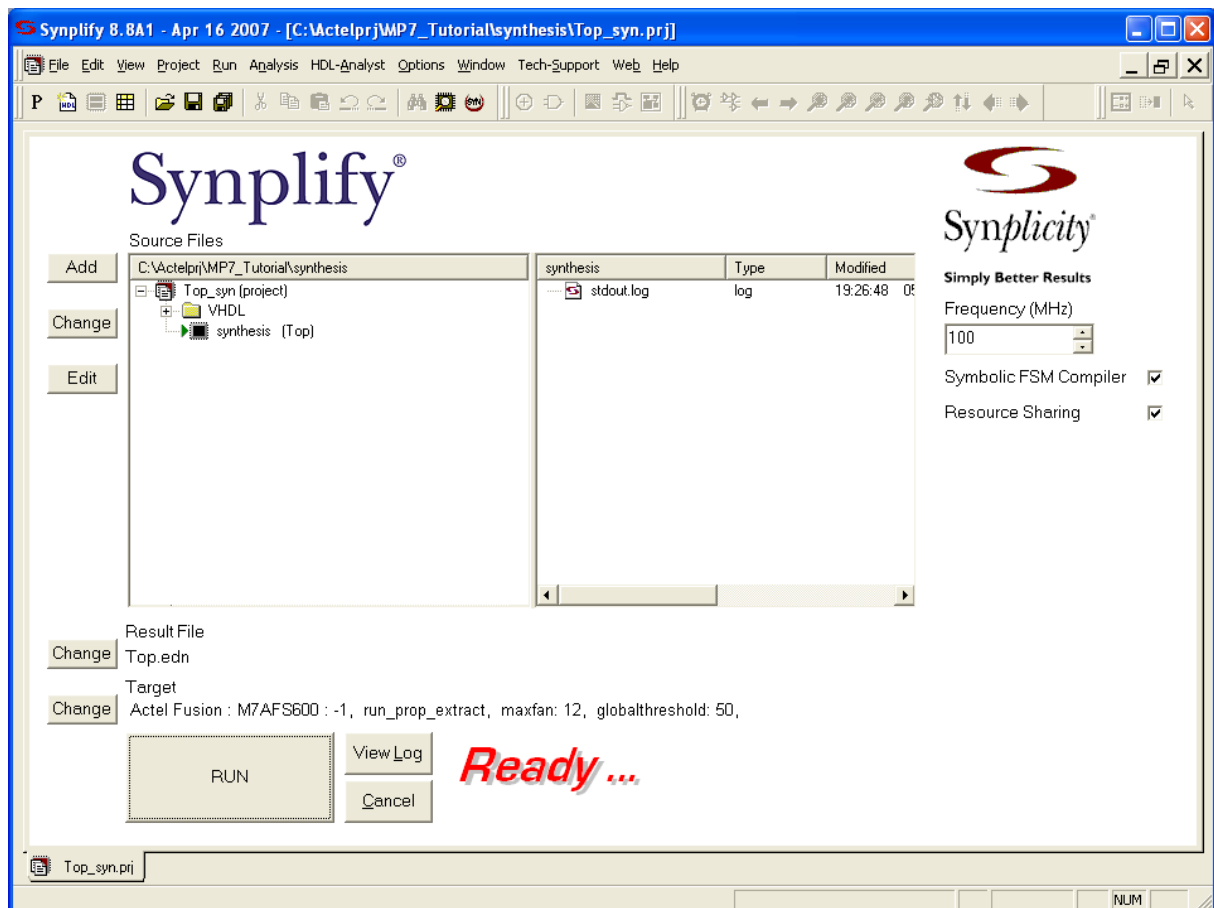 Synplify 8.8A1 - Apr 16 2007 - [C:\Actelprj\MP7_Tutorial\synthesis\Top_syn.prj]
File Edit View Project Run Analysis HDL-Analyst Options Window Tech-Support Web Help
P
Synplify®
Synplicity®
Simply Better Results
Source Files
Add
Change
Edit
C:\Actelprj\MP7_Tutorial\synthesis
Top_syn (project)
VHDL
synthesis (Top)
synthesis Type Modified
stdout.log log 19:26:48 05
Frequency (MHz)
100
Symbolic FSM Compiler
Resource Sharing
Result File
Change Top.edn
Target
Change Actel Fusion : M7AFS600 : -1, run_prop_extract, maxfan: 12, globalthreshold: 50,
RUN
View Log
Cancel
Ready ...
Top_syn.prj
NUM